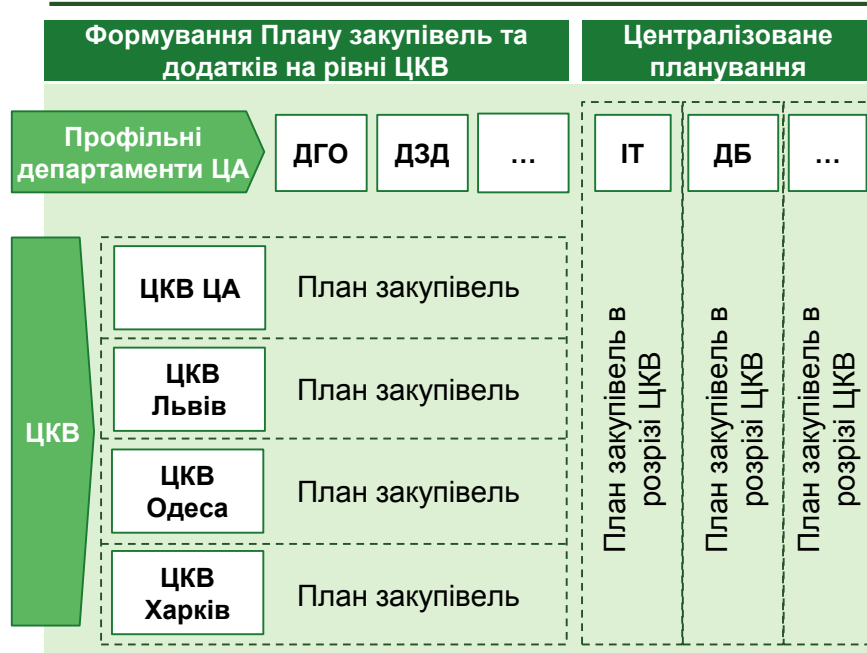 Формування Плану закупівель та
додатків на рівні ЦКВ
Централізоване
планування
Профільні
департаменти ЦА
ДГО
ДЗД
...
ІТ
ДБ
...
ЦКВ
ЦКВ ЦА
План закупівель
ЦКВ
Львів
План закупівель
ЦКВ
Одеса
План закупівель
ЦКВ
Харків
План закупівель
План закупівель в
розрізі ЦКВ
План закупівель в
розрізі ЦКВ
План закупівель в
розрізі ЦКВ